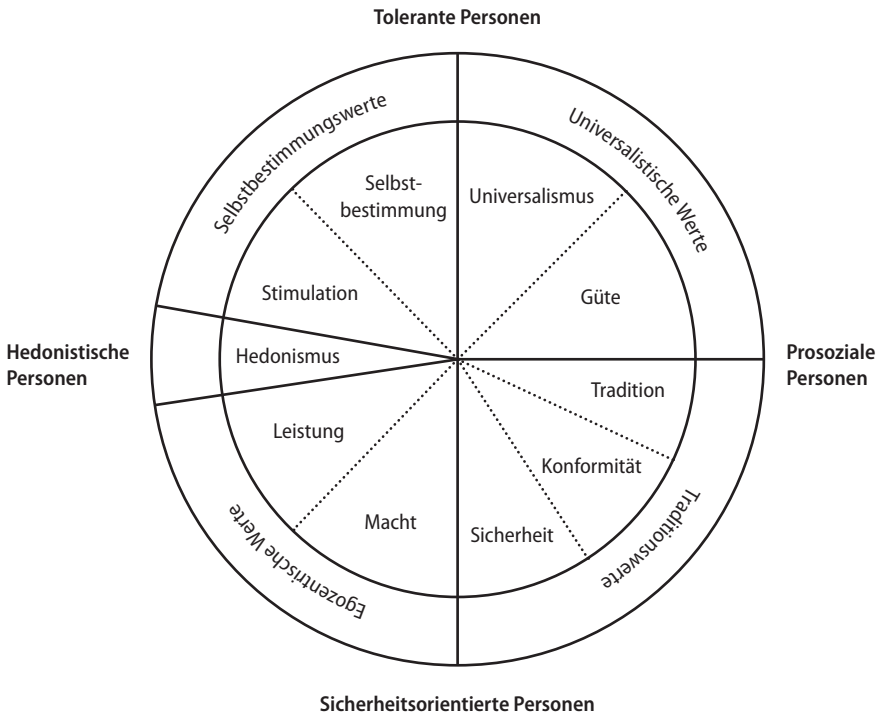 Tolerante Personen
Selbstbestimmungswerte
Universalistische Werte
Selbst-
bestimmung
Universalismus
Stimulation
Güte
Hedonistische
Personen
Hedonismus
Prosoziale
Personen
Tradition
Leistung
Konformität
Macht
Sicherheit
Egozentrische Werte
Traditionswerte
Sicherheitsorientierte Personen